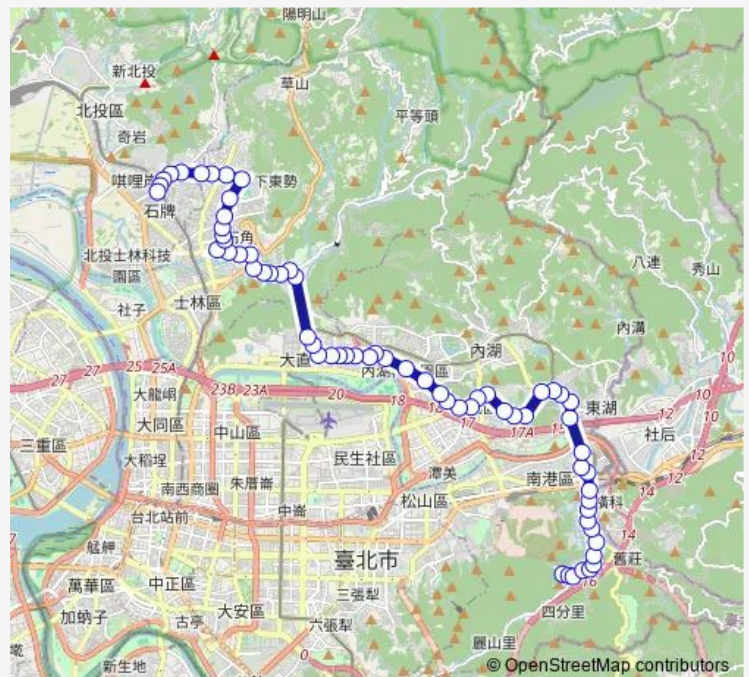 陽明山
新北投
草山
北投區
平等頭
奇岩
唭哩岸
下東勢
石牌
角
北投士林科技
園區
八連
秀山
士林區
社子
內溝
大直
內湖
園區
27
27
25
25A
23B
23A
20
18
18
17
17A
15
12
10
10
大龍峒
東湖
社后
大同區
中山區
三重區
民生社區
大稻埕
潭美
南港區
12
12
14
14
朱厝崙
南西商圈
松山區
橫科
台北站前
中崙
艋舺
臺北市
舊莊
16
萬華區
中正區
三張犁
加蚋子
大安區
四分里
古亭
六張犁
麗山里
新生地
0
© OpenStreetMap contributors